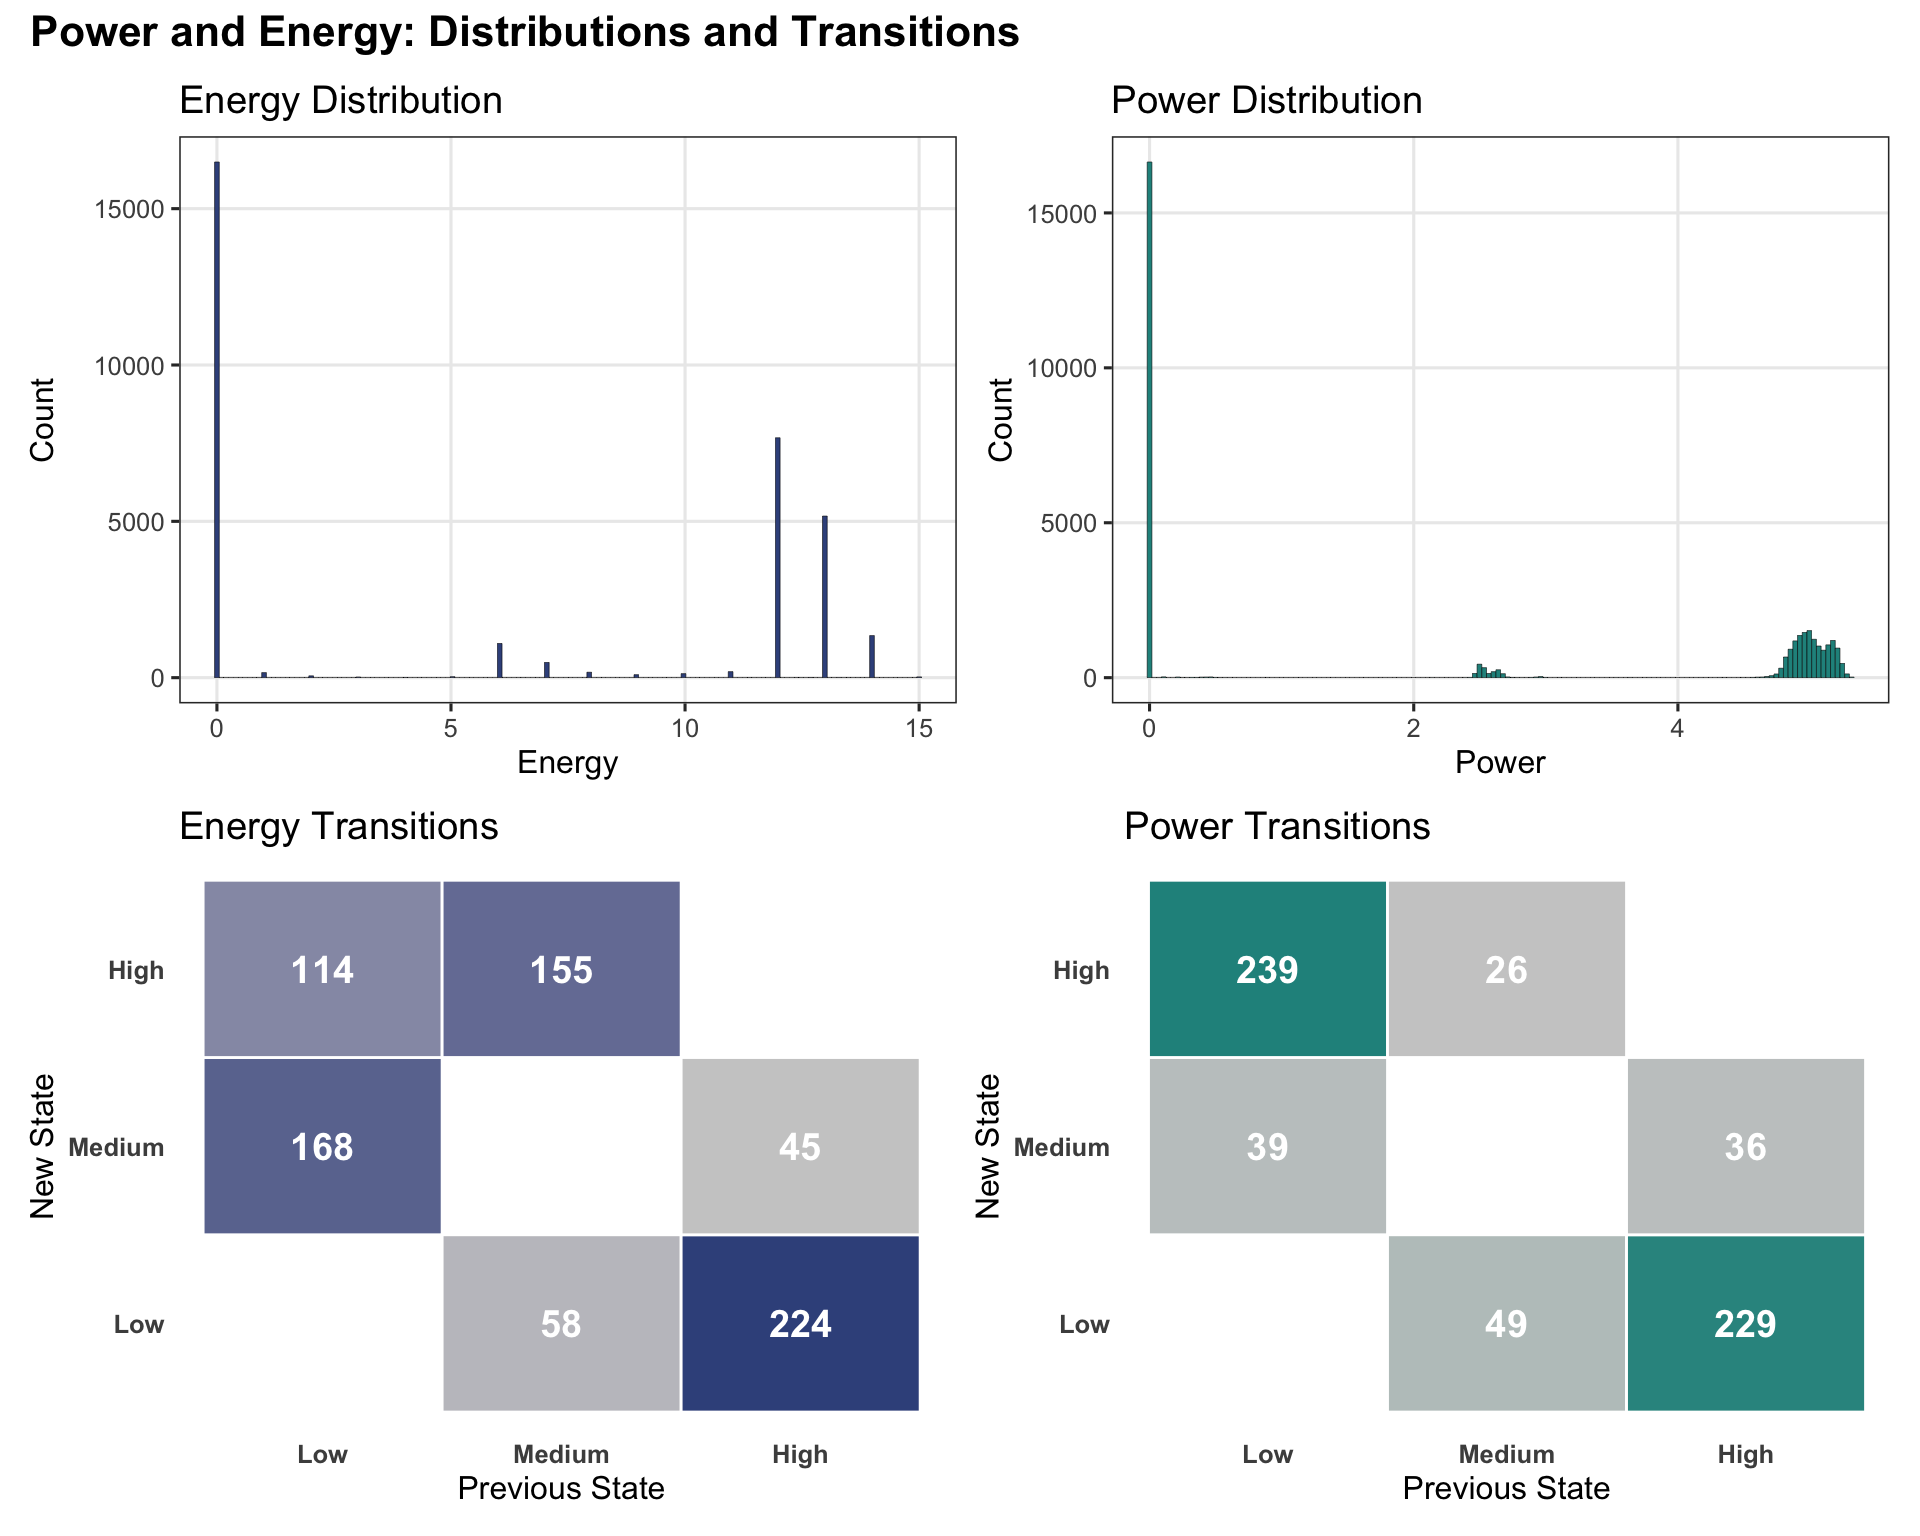 Power and Energy: Distributions and Transitions
Energy Distribution
Count
15000
10000
5000
0
0 5 10 15
Energy
Power Distribution
Count
15000
10000
5000
0
0 2 4
Power
Energy Transitions
New State
High 114 155
Medium 168 45
Low 58 224
Low Medium High
Previous State
Power Transitions
New State
High 239 26
Medium 39 36
Low 49 229
Low Medium High
Previous State